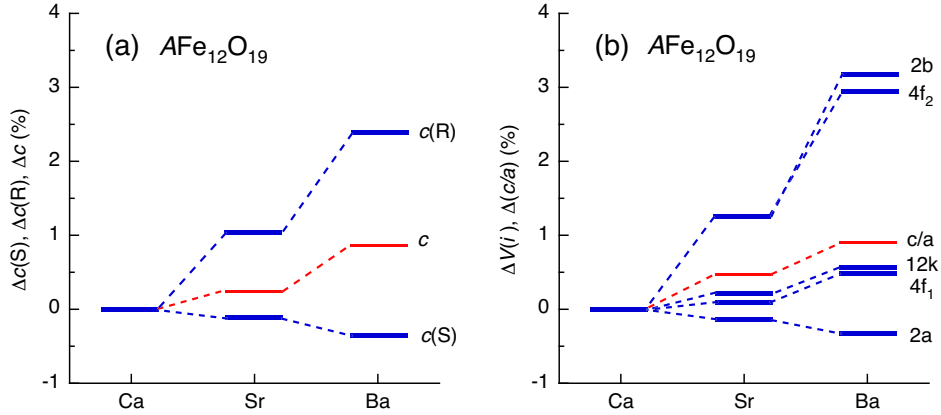 (a) AFe₁₂O₁₉
Δc(S), Δc(R), Δc (%)
4
3
2
1
0
-1
c(R)
c
c(S)
Ca Sr Ba
(b) AFe₁₂O₁₉
ΔV(i), Δ(c/a) (%)
4
3
2
1
0
-1
2b
4f₂
c/a
12k
4f₁
2a
Ca Sr Ba